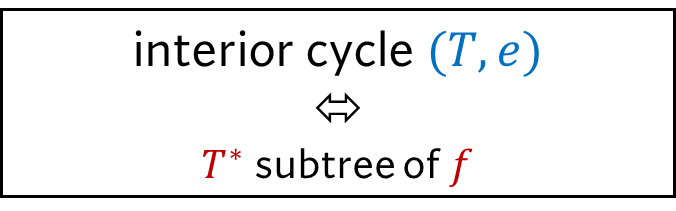 interior cycle (T, e)
⇔
T* subtree of f